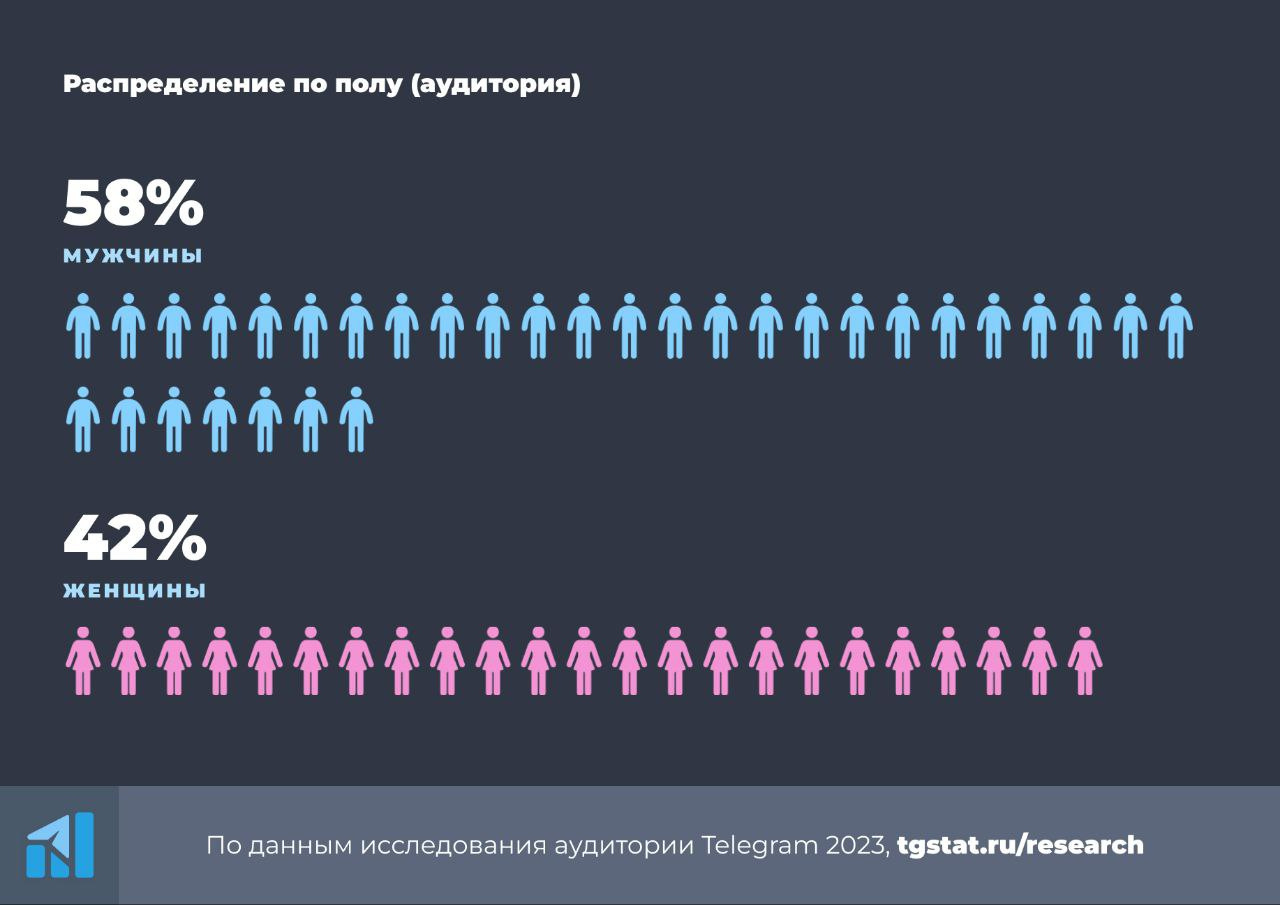 Распределение по полу (аудитория)
58%
МУЖЧИНЫ
42%
ЖЕНЩИНЫ
По данным исследования аудитории Telegram 2023, tgstat.ru/research